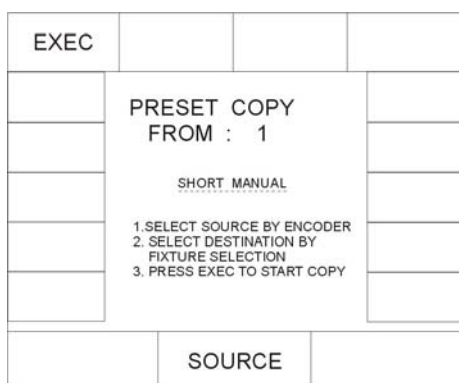 EXEC
PRESET COPY
FROM : 1
SHORT MANUAL
1.SELECT SOURCE BY ENCODER
2. SELECT DESTINATION BY
FIXTURE SELECTION
3. PRESS EXEC TO START COPY
SOURCE